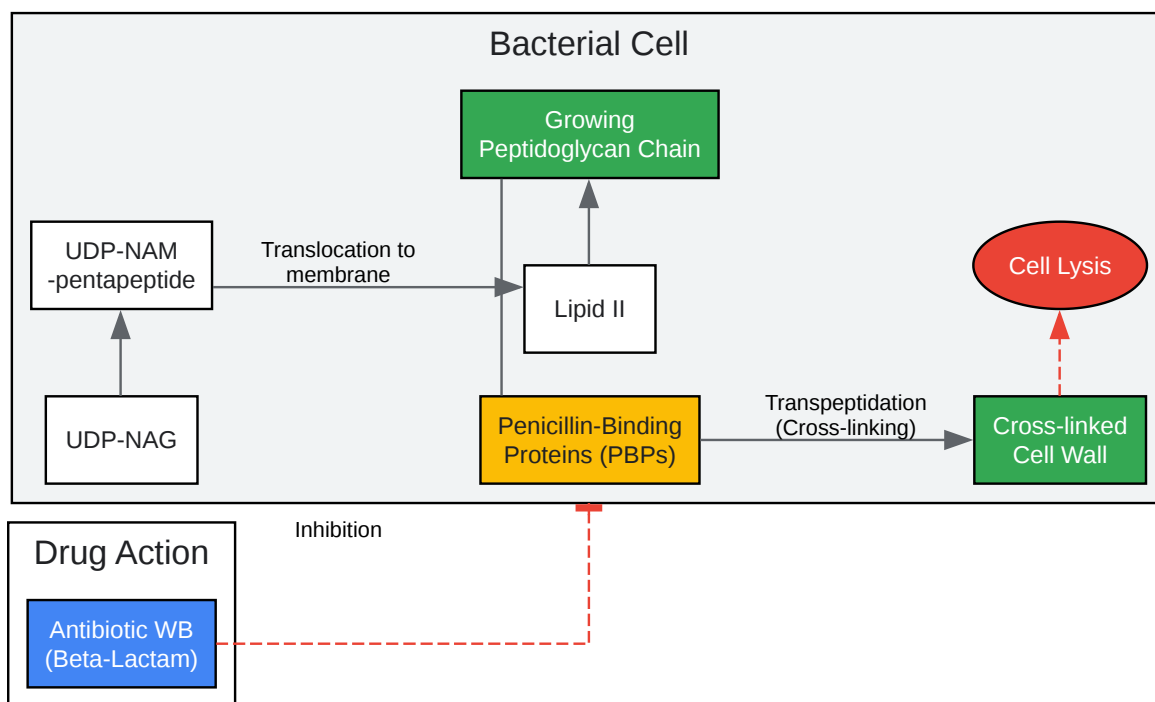 Bacterial Cell
Growing
Peptidoglycan Chain
UDP-NAM
-pentapeptide
Translocation to
membrane
Lipid II
Cell Lysis
UDP-NAG
Penicillin-Binding
Proteins (PBPs)
Transpeptidation
(Cross-linking)
Cross-linked
Cell Wall
Inhibition
Drug Action
Antibiotic WB
(Beta-Lactam)